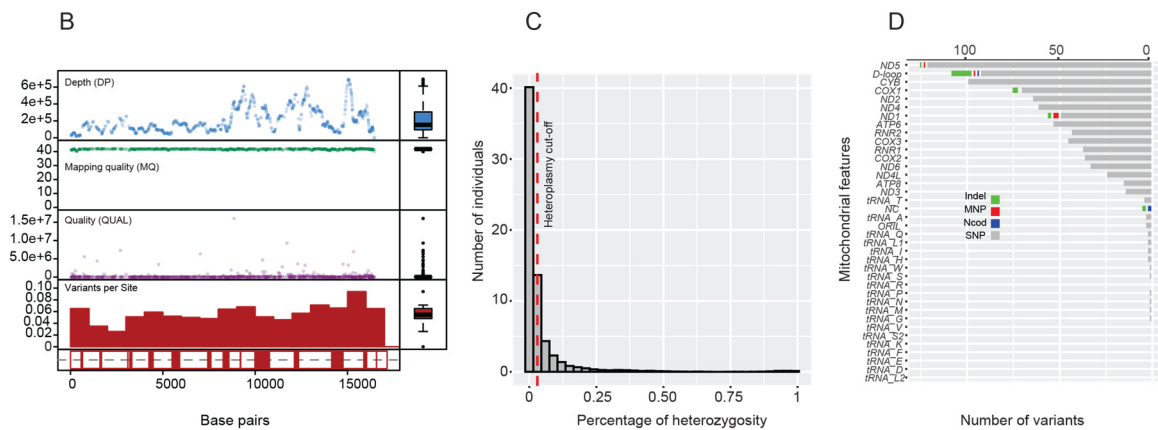 B
Depth (DP)
6e+5
4e+5
2e+5
0
40
30
20
10
0
Mapping quality (MQ)
Quality (QUAL)
1.5e+7
1.0e+7
5.0e+6
0
Variants per Site
0.10
0.08
0.06
0.04
0.02
0
0
5000
10000
15000
Base pairs
C
Number of individuals
40
30
20
10
0
Heteroplasmy cut-off
0
0.25
0.50
0.75
1
Percentage of heterozygosity
D
100
50
0
Mitochondrial features
ND5
D-loop
CYB
COX1
ND2
ND4
ND1
ATP6
RNR2
COX3
RNR1
COX2
ND6
ND4L
ATP8
ND3
tRNA_T
NC
tRNA_A
ORIL
tRNA_Q
tRNA_L1
tRNA_I
tRNA_H
tRNA_W
tRNA_S
tRNA_R
tRNA_P
tRNA_N
tRNA_M
tRNA_G
tRNA_V
tRNA_S2
tRNA_K
tRNA_F
tRNA_E
tRNA_D
tRNA_L2
Indel
MNP
Ncod
SNP
Number of variants